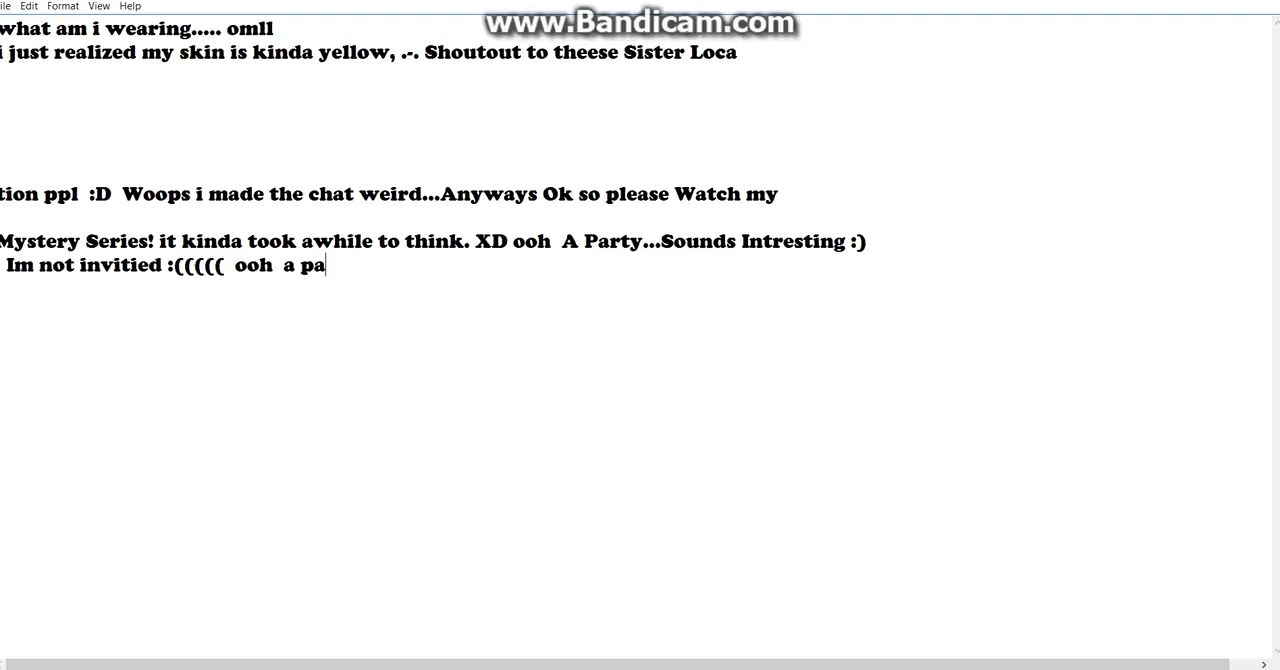 ile Edit Format View Help
www.Bandicam.com
what am i wearing..... omll
i just realized my skin is kinda yellow, .-. Shoutout to theese Sister Loca
tion ppl :D Woops i made the chat weird...Anyways Ok so please Watch my
Mystery Series! it kinda took awhile to think. XD ooh A Party...Sounds Intresting :)
Im not invitied :((((( ooh a pa